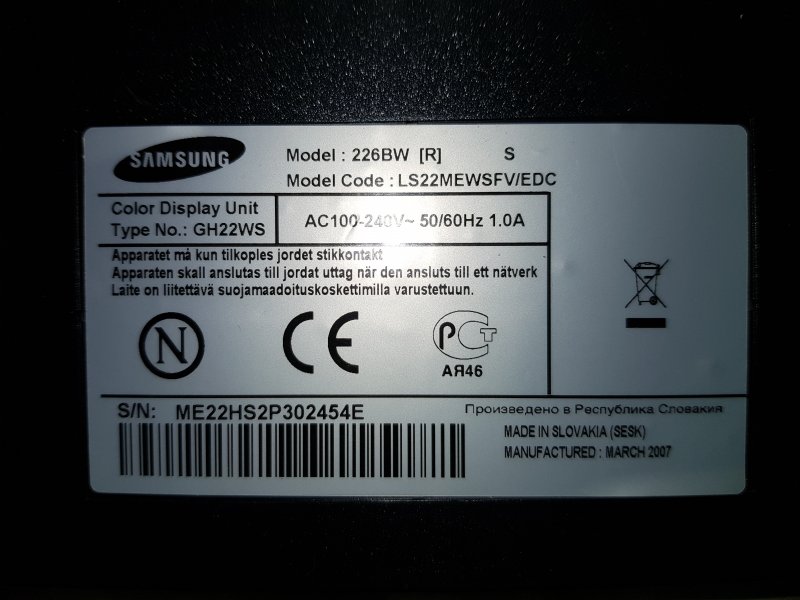 SAMSUNG
Model : 226BW [R] S
Model Code : LS22MEWSFV/EDC
Color Display Unit
Type No.: GH22WS
AC100-240V~ 50/60Hz 1.0A
Apparatet må kun tilkoples jordet stikkontakt
Apparaten skall anslutas till jordat uttag når den ansluts till ett nätverk
Laite on liitettävä suojamaadoituskoskettimilla varustettuun.
N
CE
PCT
АЯ46
S/N: ME22HS2P302454E
Произведено в Республика Словакия
MADE IN SLOVAKIA (SESK)
MANUFACTURED : MARCH 2007